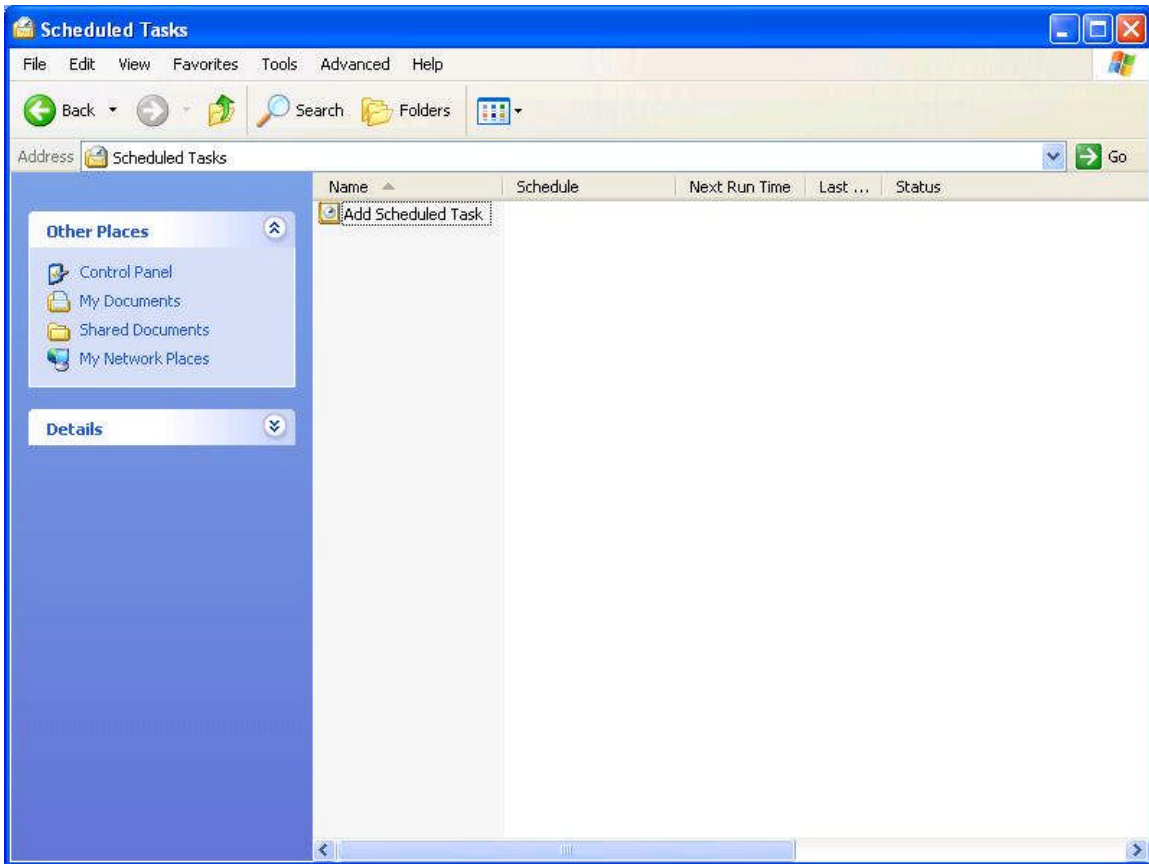 Scheduled Tasks
File Edit View Favorites Tools Advanced Help
Back Search Folders
Address Scheduled Tasks Go
Name Schedule Next Run Time Last ... Status
Add Scheduled Task
Other Places
Control Panel
My Documents
Shared Documents
My Network Places
Details